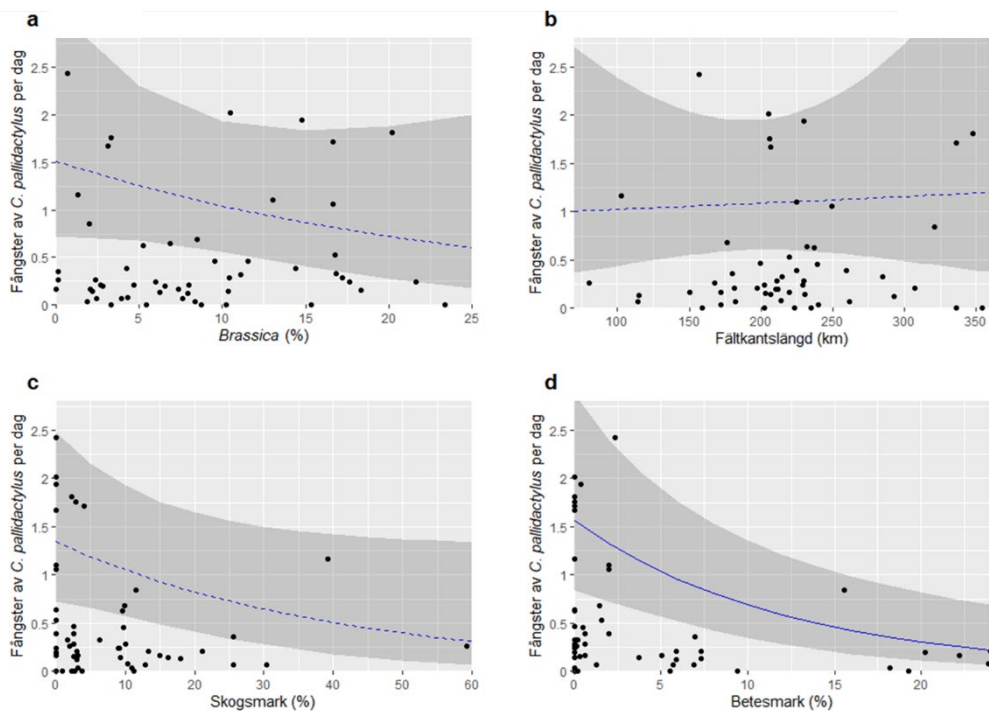 a
Fångster av C. pallidactylus per dag
2.5
2
1.5
1
0.5
0
0 5 10 15 20 25
Brassica (%)
b
Fångster av C. pallidactylus per dag
2.5
2
1.5
1
0.5
0
100 150 200 250 300 350
Fältkantslängd (km)
c
Fångster av C. pallidactylus per dag
2.5
2
1.5
1
0.5
0
0 10 20 30 40 50 60
Skogsmark (%)
d
Fångster av C. pallidactylus per dag
2.5
2
1.5
1
0.5
0
0 5 10 15 20
Betesmark (%)